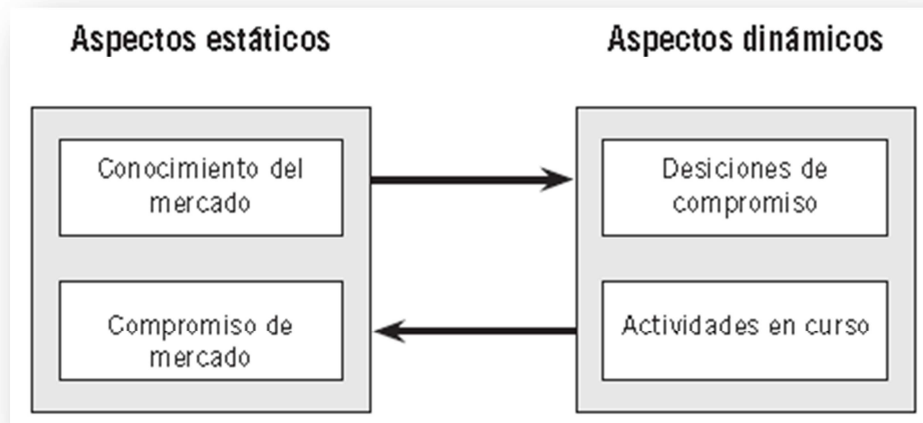 Aspectos estáticos
Aspectos dinámicos
Conocimiento del
mercado
Desiciones de
compromiso
Compromiso de
mercado
Actividades en curso